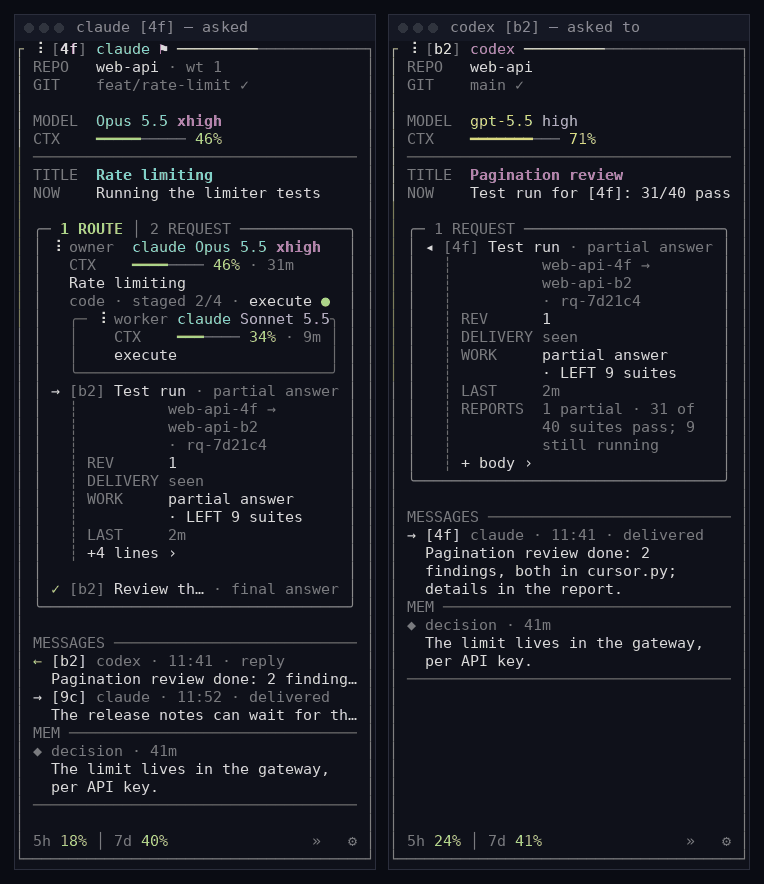 claude [4f] — asked
⠸ [4f] claude ⚑
REPO web-api · wt 1
GIT feat/rate-limit ✓
MODEL Opus 5.5 xhigh
CTX 46%
TITLE Rate limiting
NOW Running the limiter tests
1 ROUTE │ 2 REQUEST
⠸ owner claude Opus 5.5 xhigh
CTX 46% · 31m
Rate limiting
code · staged 2/4 · execute ●
⠸ worker claude Sonnet 5.5
CTX 34% · 9m
execute
→ [b2] Test run · partial answer
web-api-4f →
web-api-b2
· rq-7d21c4
REV 1
DELIVERY seen
WORK partial answer
· LEFT 9 suites
LAST 2m
+4 lines ›
✓ [b2] Review th… · final answer
MESSAGES
← [b2] codex · 11:41 · reply
Pagination review done: 2 finding…
→ [9c] claude · 11:52 · delivered
The release notes can wait for th…
MEM
◆ decision · 41m
The limit lives in the gateway,
per API key.
5h 18% │ 7d 40% » ⚙
codex [b2] — asked to
⠸ [b2] codex
REPO web-api
GIT main ✓
MODEL gpt-5.5 high
CTX 71%
TITLE Pagination review
NOW Test run for [4f]: 31/40 pass
1 REQUEST
◂ [4f] Test run · partial answer
web-api-4f →
web-api-b2
· rq-7d21c4
REV 1
DELIVERY seen
WORK partial answer
· LEFT 9 suites
LAST 2m
REPORTS 1 partial · 31 of
40 suites pass; 9
still running
+ body ›
MESSAGES
→ [4f] claude · 11:41 · delivered
Pagination review done: 2
findings, both in cursor.py;
details in the report.
MEM
◆ decision · 41m
The limit lives in the gateway,
per API key.
5h 24% │ 7d 41% » ⚙